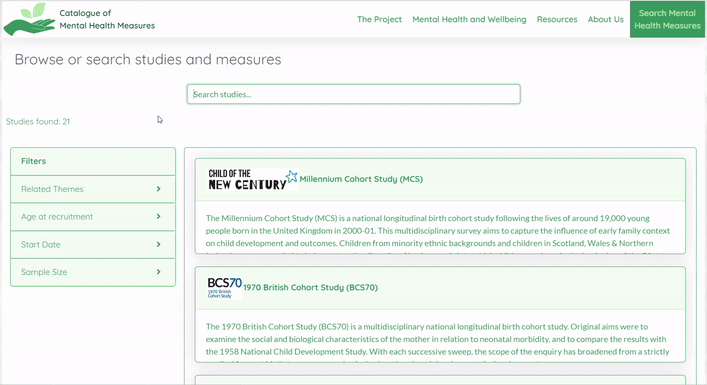 Catalogue of
Mental Health Measures
The Project
Mental Health and Wellbeing
Resources
About Us
Search Mental
Health Measures
Browse or search studies and measures
Search studies...
Studies found: 21
Filters
Related Themes
Age at recruitment
Start Date
Sample Size
CHILD OF THE
NEW CENTURY
Millennium Cohort Study (MCS)
The Millennium Cohort Study (MCS) is a national longitudinal birth cohort study following the lives of around 19,000 young
people born in the United Kingdom in 2000-01. This multidisciplinary survey aims to capture the influence of early family context
on child development and outcomes. Children from minority ethnic backgrounds and children in Scotland, Wales & Northern
BCS70
1970 British
Cohort Study
1970 British Cohort Study (BCS70)
The 1970 British Cohort Study (BCS70) is a multidisciplinary national longitudinal birth cohort study. Original aims were to
examine the social and biological characteristics of the mother in relation to neonatal morbidity, and to compare the results with
the 1958 National Child Development Study. With each successive sweep, the scope of the enquiry has broadened from a strictly